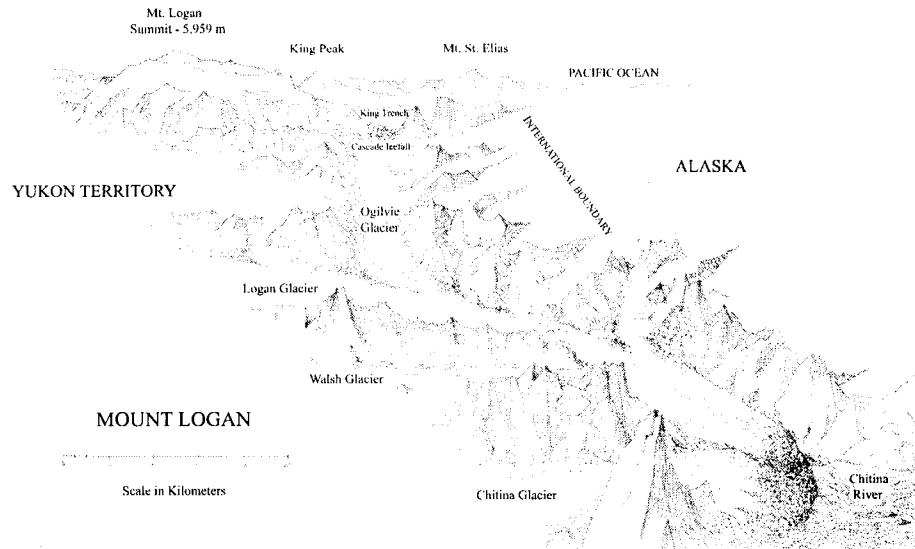 Mt. Logan
Summit - 5,959 m
King Peak
Mt. St. Elias
PACIFIC OCEAN
King Trench
INTERNATIONAL BOUNDARY
Cascade Icefall
ALASKA
YUKON TERRITORY
Ogilvie
Glacier
Logan Glacier
Walsh Glacier
MOUNT LOGAN
Scale in Kilometers
Chitina Glacier
Chitina
River